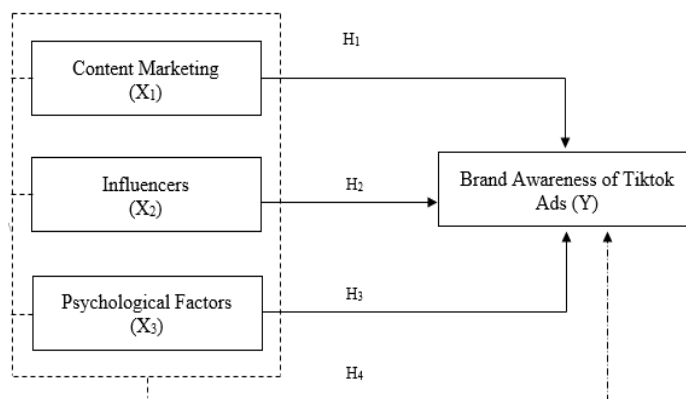 H₁
Content Marketing
(X₁)
Influencers
(X₂)
H₂
Brand Awareness of Tiktok
Ads (Y)
Psychological Factors
(X₃)
H₃
H₄